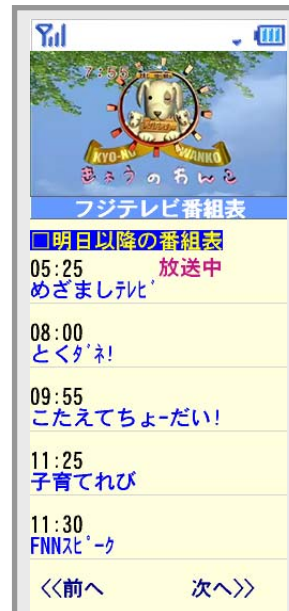 7:55
KYO-NO WANKO
きょうのわんこ
フジテレビ番組表
□明日以降の番組表
05:25 放送中
めざましﾃﾚﾋﾞ
08:00
とくﾀﾞﾈ!
09:55
こたえてちょーだい!
11:25
子育てれび
11:30
FNNｽﾋﾟｰｸ
<<前へ 次へ>>